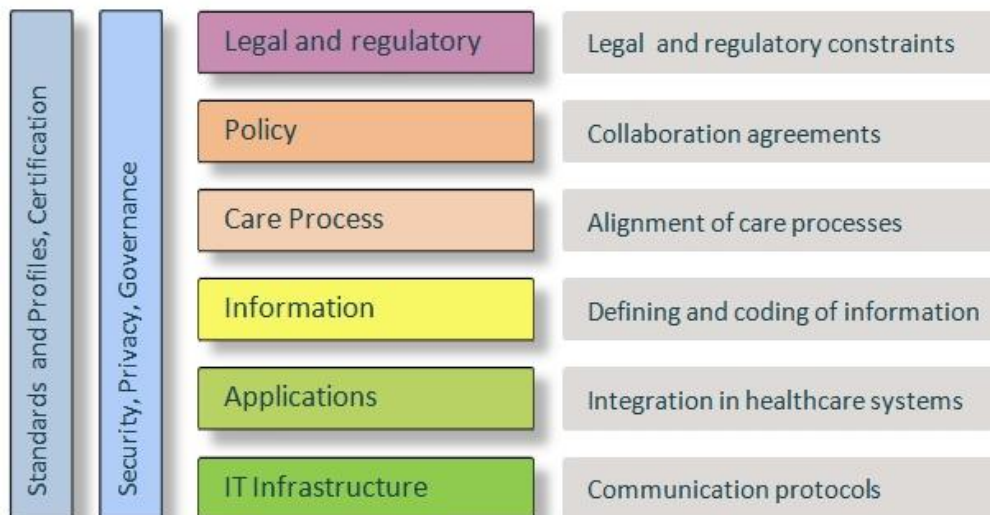 Standards and Profiles, Certification
Security, Privacy, Governance
Legal and regulatory
Legal and regulatory constraints
Policy
Collaboration agreements
Care Process
Alignment of care processes
Information
Defining and coding of information
Applications
Integration in healthcare systems
IT Infrastructure
Communication protocols